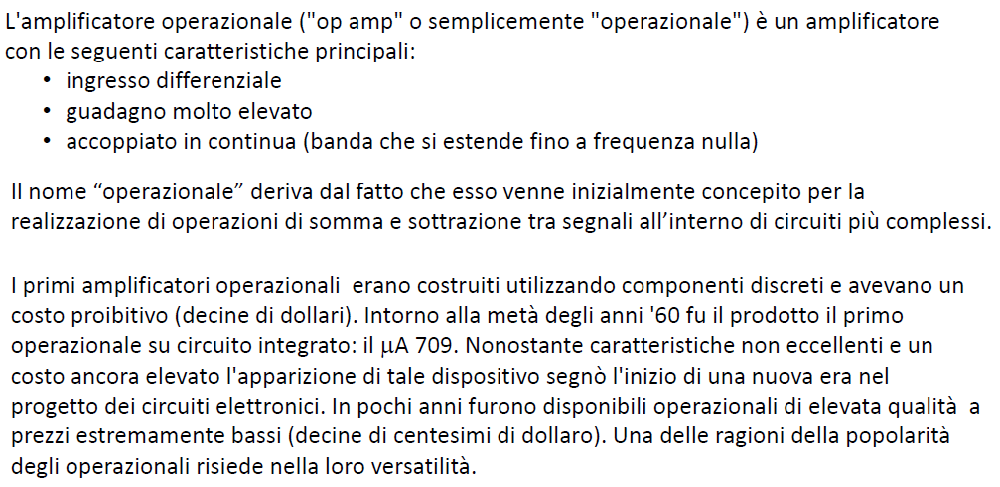 L'amplificatore operazionale ("op amp" o semplicemente "operazionale") è un amplificatore
con le seguenti caratteristiche principali:
• ingresso differenziale
• guadagno molto elevato
• accoppiato in continua (banda che si estende fino a frequenza nulla)
Il nome “operazionale” deriva dal fatto che esso venne inizialmente concepito per la
realizzazione di operazioni di somma e sottrazione tra segnali all’interno di circuiti più complessi.
I primi amplificatori operazionali erano costruiti utilizzando componenti discreti e avevano un
costo proibitivo (decine di dollari). Intorno alla metà degli anni '60 fu il prodotto il primo
operazionale su circuito integrato: il μA 709. Nonostante caratteristiche non eccellenti e un
costo ancora elevato l'apparizione di tale dispositivo segnò l'inizio di una nuova era nel
progetto dei circuiti elettronici. In pochi anni furono disponibili operazionali di elevata qualità a
prezzi estremamente bassi (decine di centesimi di dollaro). Una delle ragioni della popolarità
degli operazionali risiede nella loro versatilità.